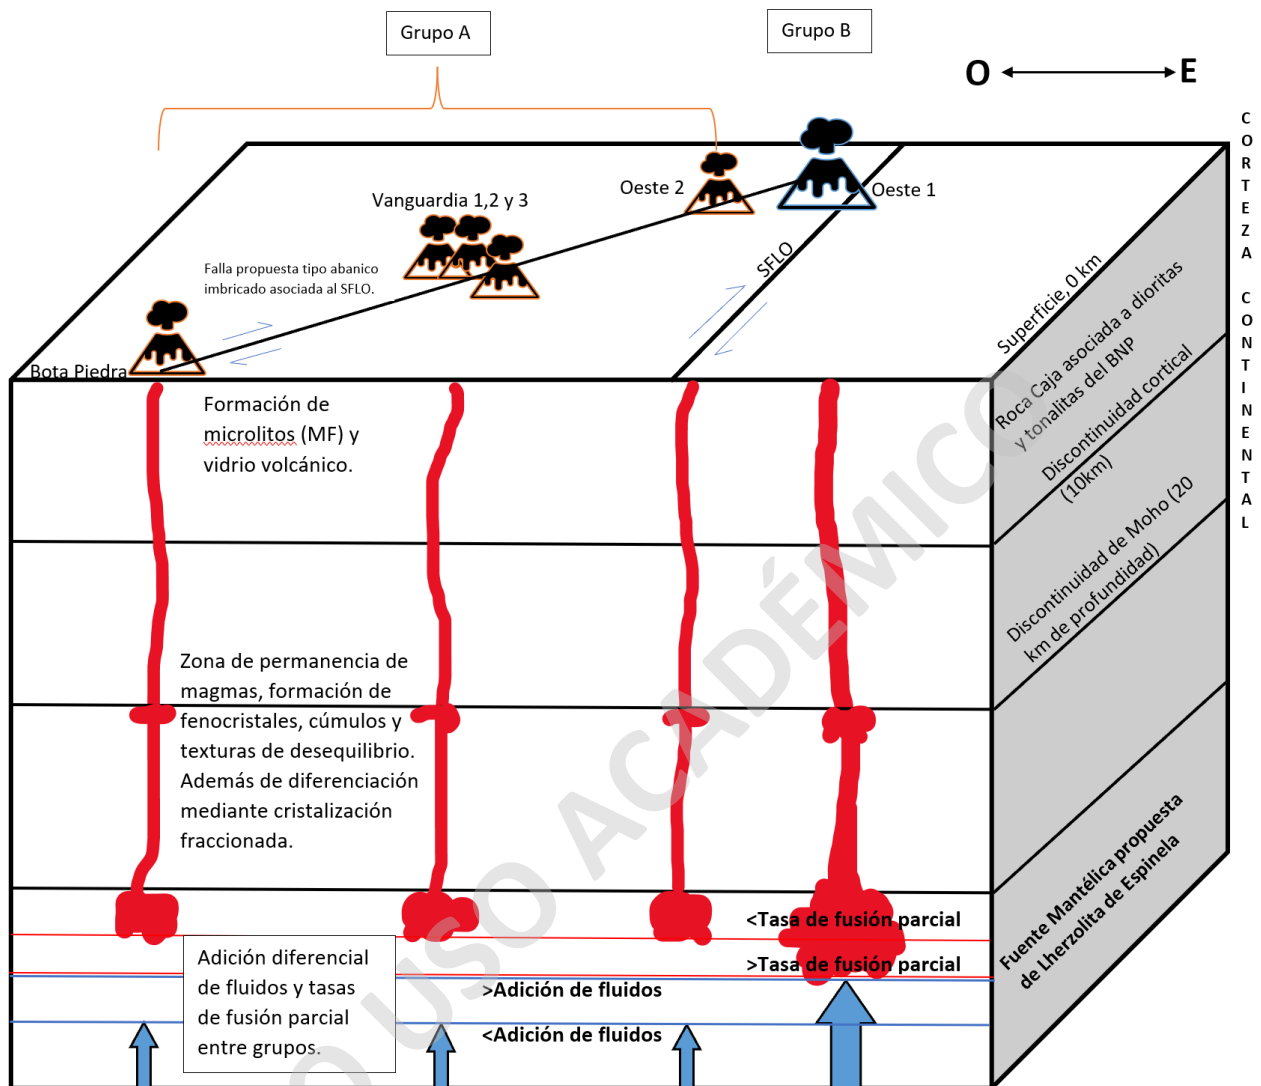 Grupo A
Grupo B
O
E
CORTEZA CONTINENTAL
Oeste 2
Oeste 1
Vanguardia 1,2 y 3
SFLO
Falla propuesta tipo abanico
imbricado asociada al SFLO.
Bota Piedra
Superficie, 0 km
Roca Caja asociada a dioritas
y tonalitas del BNP
Discontinuidad cortical
(10km)
Discontinuidad de Moho (20
km de profundidad)
Formación de
microlitos (MF) y
vidrio volcánico.
Zona de permanencia de
magmas, formación de
fenocristales, cúmulos y
texturas de desequilibrio.
Además de diferenciación
mediante cristalización
fraccionada.
Fuente Mantélica propuesta
de Lherzolita de Espinela
<Tasa de fusión parcial
>Tasa de fusión parcial
>Adición de fluidos
<Adición de fluidos
Adición diferencial
de fluidos y tasas
de fusión parcial
entre grupos.
O USO ACADÉMICO